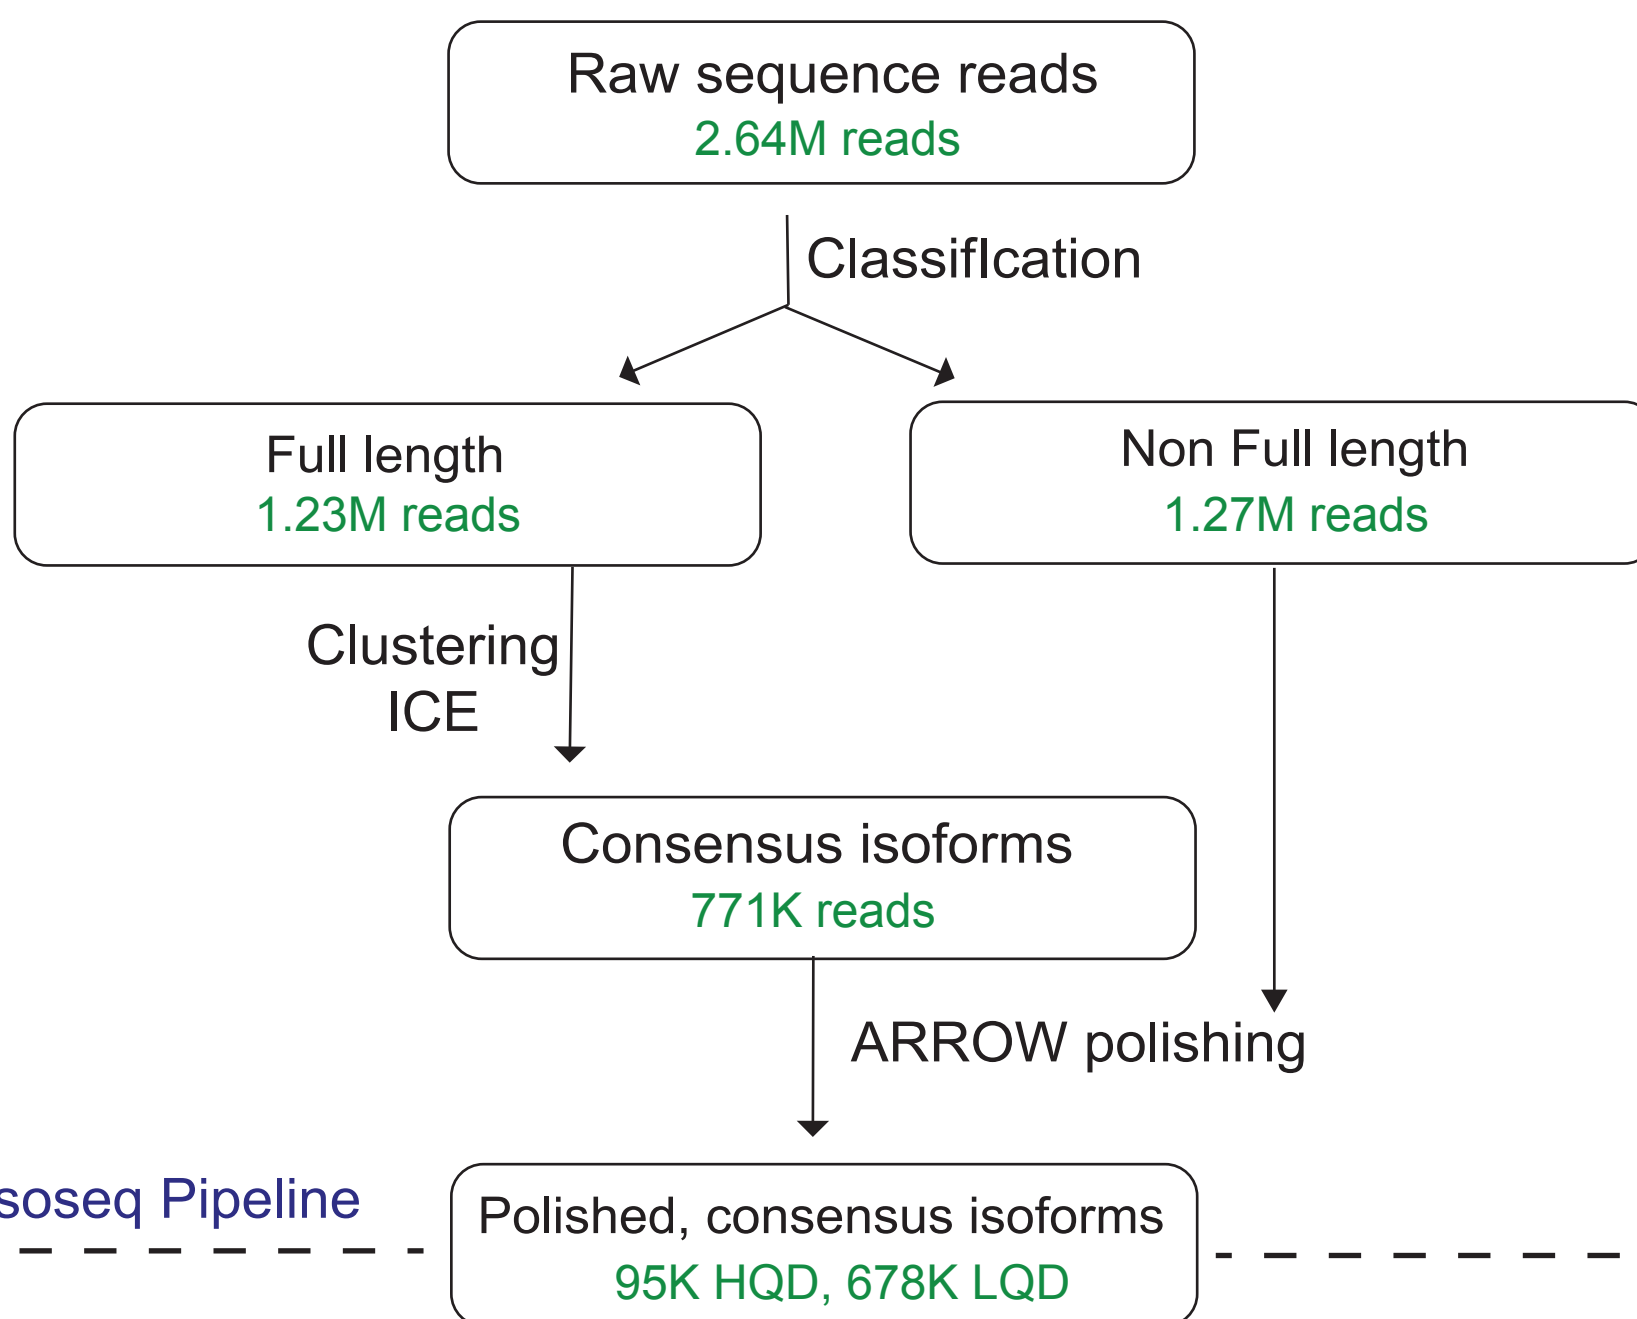 Raw sequence reads
2.64M reads
ClassifIcation
Full length
1.23M reads
Non Full length
1.27M reads
Clustering
ICE
Consensus isoforms
771K reads
ARROW polishing
soseq Pipeline
Polished, consensus isoforms
95K HQD, 678K LQD